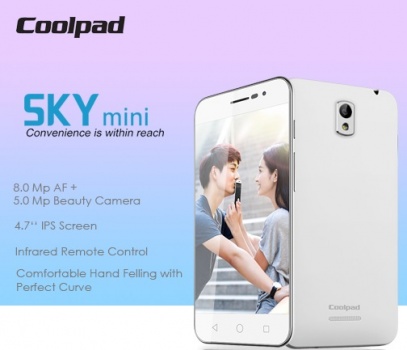 Coolpad
SKY mini
Convenience is within reach
8.0 Mp AF +
5.0 Mp Beauty Camera
4.7'' IPS Screen
Infrared Remote Control
Comfortable Hand Felling with
Perfect Curve
Coolpad